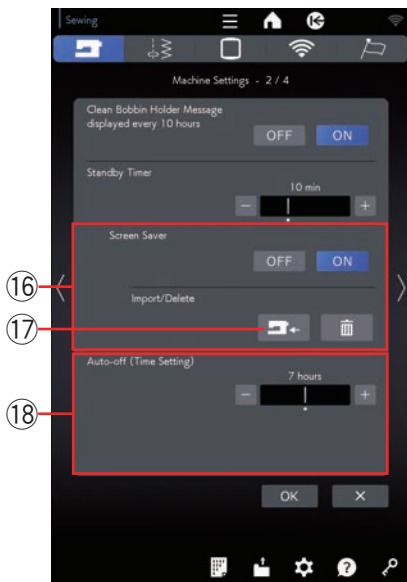 Sewing
Machine Settings - 2 / 4
Clean Bobbin Holder Message
displayed every 10 hours
OFF ON
Standby Timer
10 min
- +
Screen Saver
OFF ON
⑯
Import/Delete
⑰
Auto-off (Time Setting)
7 hours
- +
⑱
OK ×